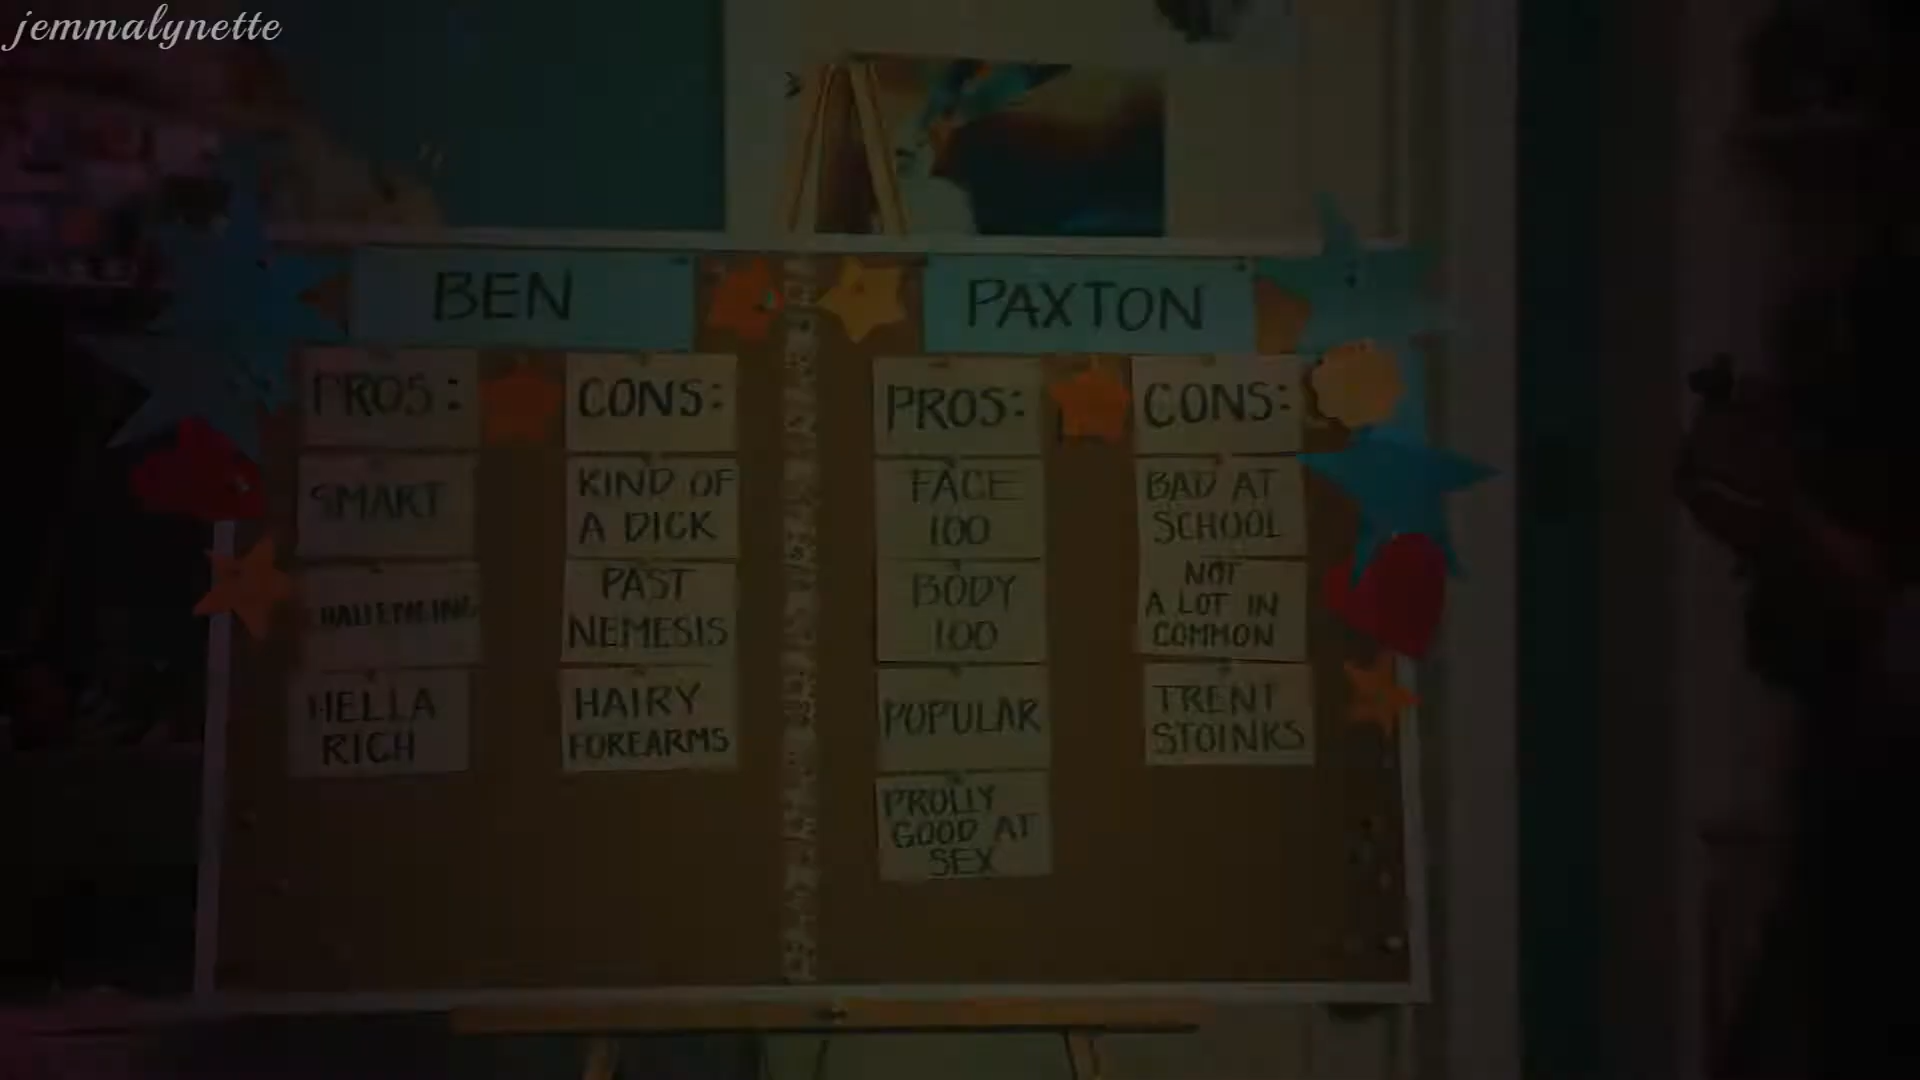 jemmalynette
BEN
PROS:
SMART
CHALLENGING
HELLA
RICH
CONS:
KIND OF
A DICK
PAST
NEMESIS
HAIRY
FOREARMS
PAXTON
PROS:
FACE
100
BODY
100
POPULAR
PROLLY
GOOD AT
SEX
CONS:
BAD AT
SCHOOL
NOT
A LOT IN
COMMON
TRENT
STOINKS